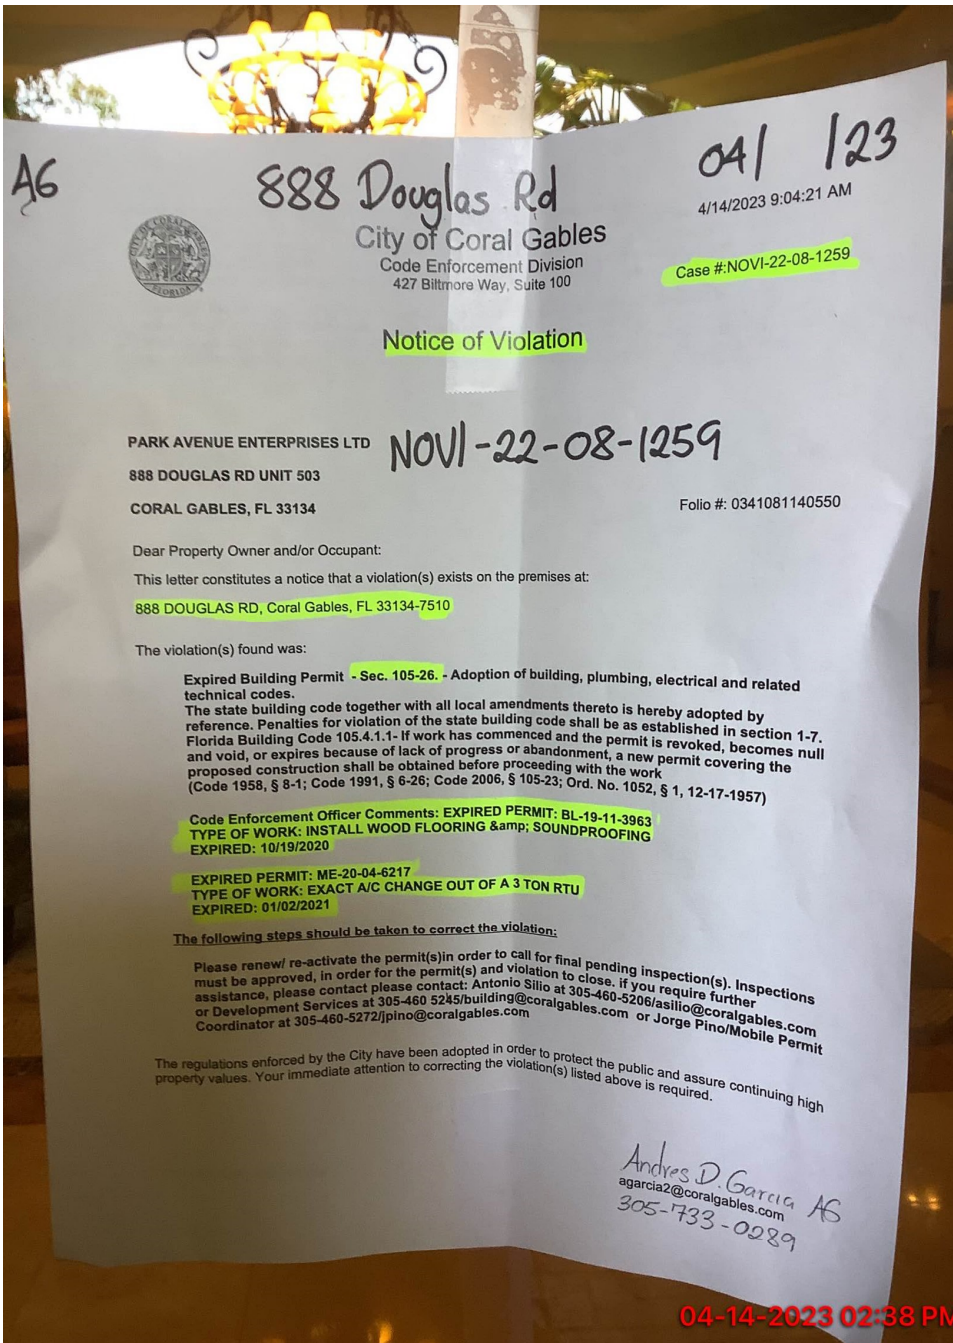 A6
888 Douglas Rd
04/ /23
4/14/2023 9:04:21 AM
City of Coral Gables
Code Enforcement Division
427 Biltmore Way, Suite 100
CITY OF CORAL GABLES
FLORIDA
Case #:NOVI-22-08-1259
Notice of Violation
PARK AVENUE ENTERPRISES LTD
NOVI-22-08-1259
888 DOUGLAS RD UNIT 503
CORAL GABLES, FL 33134
Folio #: 0341081140550
Dear Property Owner and/or Occupant:
This letter constitutes a notice that a violation(s) exists on the premises at:
888 DOUGLAS RD, Coral Gables, FL 33134-7510
The violation(s) found was:
Expired Building Permit - Sec. 105-26. - Adoption of building, plumbing, electrical and related
technical codes.
The state building code together with all local amendments thereto is hereby adopted by
reference. Penalties for violation of the state building code shall be as established in section 1-7.
Florida Building Code 105.4.1.1- If work has commenced and the permit is revoked, becomes null
and void, or expires because of lack of progress or abandonment, a new permit covering the
proposed construction shall be obtained before proceeding with the work
(Code 1958, § 8-1; Code 1991, § 6-26; Code 2006, § 105-23; Ord. No. 1052, § 1, 12-17-1957)
Code Enforcement Officer Comments: EXPIRED PERMIT: BL-19-11-3963
TYPE OF WORK: INSTALL WOOD FLOORING &amp; SOUNDPROOFING
EXPIRED: 10/19/2020
EXPIRED PERMIT: ME-20-04-6217
TYPE OF WORK: EXACT A/C CHANGE OUT OF A 3 TON RTU
EXPIRED: 01/02/2021
The following steps should be taken to correct the violation:
Please renew/ re-activate the permit(s)in order to call for final pending inspection(s). Inspections
must be approved, in order for the permit(s) and violation to close. if you require further
assistance, please contact please contact: Antonio Silio at 305-460-5206/asilio@coralgables.com
or Development Services at 305-460 5245/building@coralgables.com or Jorge Pino/Mobile Permit
Coordinator at 305-460-5272/jpino@coralgables.com
The regulations enforced by the City have been adopted in order to protect the public and assure continuing high
property values. Your immediate attention to correcting the violation(s) listed above is required.
Andres D. Garcia AG
agarcia2@coralgables.com
305-733-0289
04-14-2023 02:38 PM